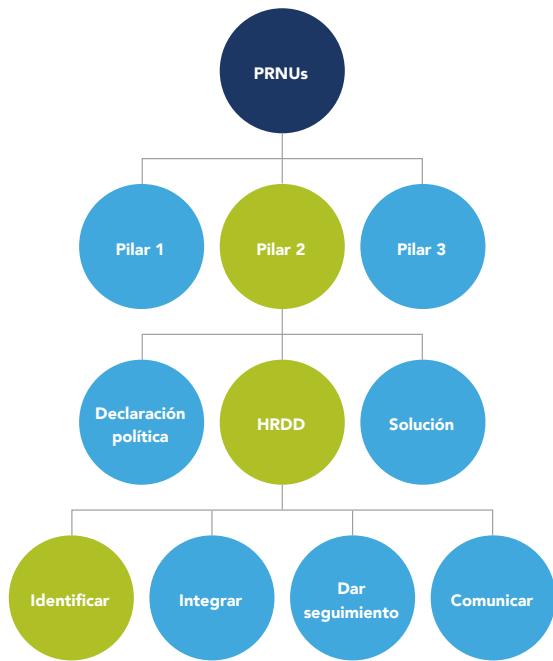 PRNUs
Pilar 1
Pilar 2
Pilar 3
Declaración
política
HRDD
Solución
Identificar
Integrar
Dar
seguimiento
Comunicar